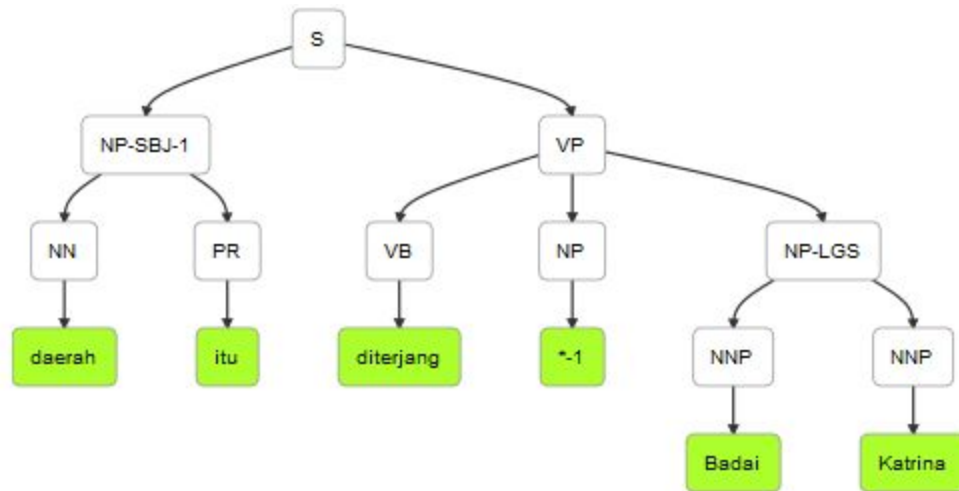 S
NP-SBJ-1 VP
NN PR VB NP NP-LGS
daerah itu diterjang *-1 NNP NNP
Badai Katrina